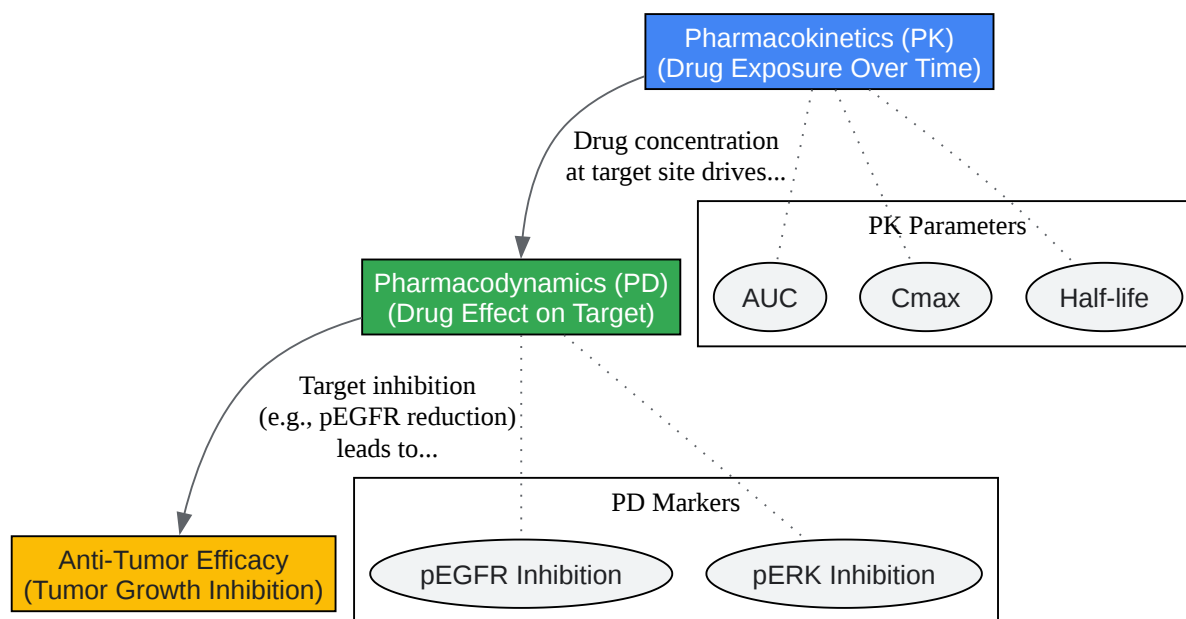 Pharmacokinetics (PK)
(Drug Exposure Over Time)
Drug concentration
at target site drives...
PK Parameters
AUC
Cmax
Half-life
Pharmacodynamics (PD)
(Drug Effect on Target)
Target inhibition
(e.g., pEGFR reduction)
leads to...
PD Markers
pEGFR Inhibition
pERK Inhibition
Anti-Tumor Efficacy
(Tumor Growth Inhibition)